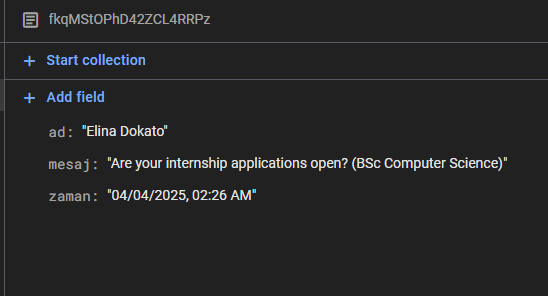 fkqMStOPhD42ZCL4RRPz
+ Start collection
+ Add field
ad: "Elina Dokato"
mesaj: "Are your internship applications open? (BSc Computer Science)"
zaman: "04/04/2025, 02:26 AM"